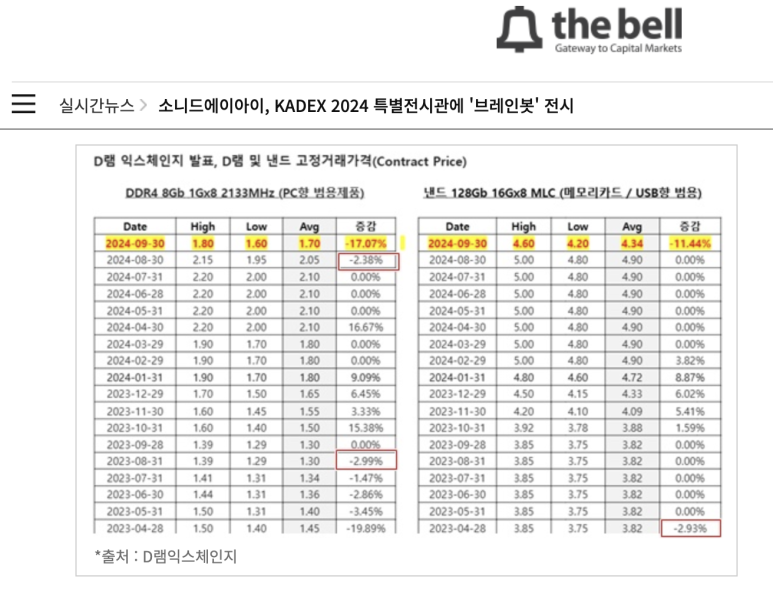 the bell
Gateway to Capital Markets
실시간뉴스 > 소니드에이아이, KADEX 2024 특별전시관에 '브레인봇' 전시
D램 익스체인지 발표, D램 및 낸드 고정거래가격(Contract Price)
DDR4 8Gb 1Gx8 2133MHz (PC향 범용제품)
Date High Low Avg 증감
2024-09-30 1.80 1.60 1.70 -17.07%
2024-08-30 2.15 1.95 2.05 -2.38%
2024-07-31 2.20 2.00 2.10 0.00%
2024-06-28 2.20 2.00 2.10 0.00%
2024-05-31 2.20 2.00 2.10 0.00%
2024-04-30 2.20 2.00 2.10 16.67%
2024-03-29 1.90 1.70 1.80 0.00%
2024-02-29 1.90 1.70 1.80 0.00%
2024-01-31 1.90 1.70 1.80 9.09%
2023-12-29 1.70 1.50 1.65 6.45%
2023-11-30 1.60 1.45 1.55 3.33%
2023-10-31 1.60 1.40 1.50 15.38%
2023-09-28 1.39 1.29 1.30 0.00%
2023-08-31 1.39 1.29 1.30 -2.99%
2023-07-31 1.41 1.31 1.34 -1.47%
2023-06-30 1.44 1.31 1.36 -2.86%
2023-05-31 1.50 1.31 1.40 -3.45%
2023-04-28 1.50 1.40 1.45 -19.89%
낸드 128Gb 16Gx8 MLC (메모리카드 / USB향 범용)
Date High Low Avg 증감
2024-09-30 4.60 4.20 4.34 -11.44%
2024-08-30 5.00 4.80 4.90 0.00%
2024-07-31 5.00 4.80 4.90 0.00%
2024-06-28 5.00 4.80 4.90 0.00%
2024-05-31 5.00 4.80 4.90 0.00%
2024-04-30 5.00 4.80 4.90 0.00%
2024-03-29 5.00 4.80 4.90 0.00%
2024-02-29 5.00 4.80 4.90 3.82%
2024-01-31 4.80 4.60 4.72 8.87%
2023-12-29 4.50 4.15 4.33 6.02%
2023-11-30 4.20 4.10 4.09 5.41%
2023-10-31 3.92 3.78 3.88 1.59%
2023-09-28 3.85 3.75 3.82 0.00%
2023-08-31 3.85 3.75 3.82 0.00%
2023-07-31 3.85 3.75 3.82 0.00%
2023-06-30 3.85 3.75 3.82 0.00%
2023-05-31 3.85 3.75 3.82 0.00%
2023-04-28 3.85 3.75 3.82 -2.93%
*출처 : D램익스체인지